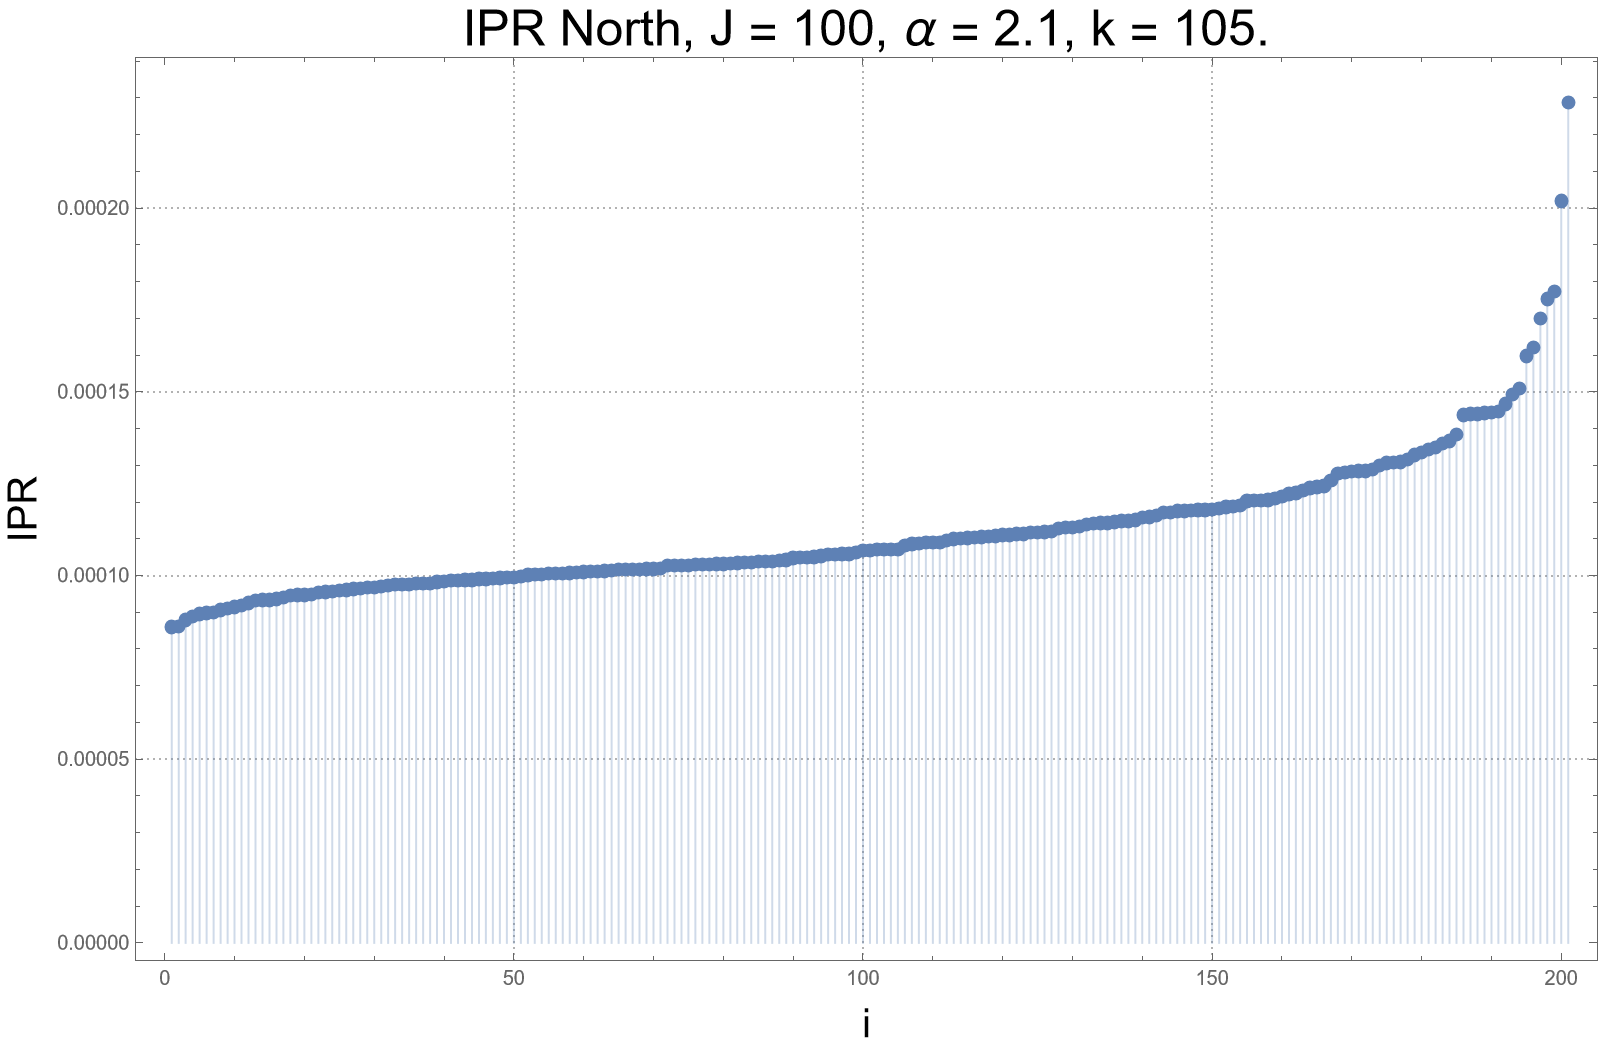 IPR North, J = 100, α = 2.1, k = 105.
IPR
0.00020
0.00015
0.00010
0.00005
0.00000
0 50 100 150 200
i